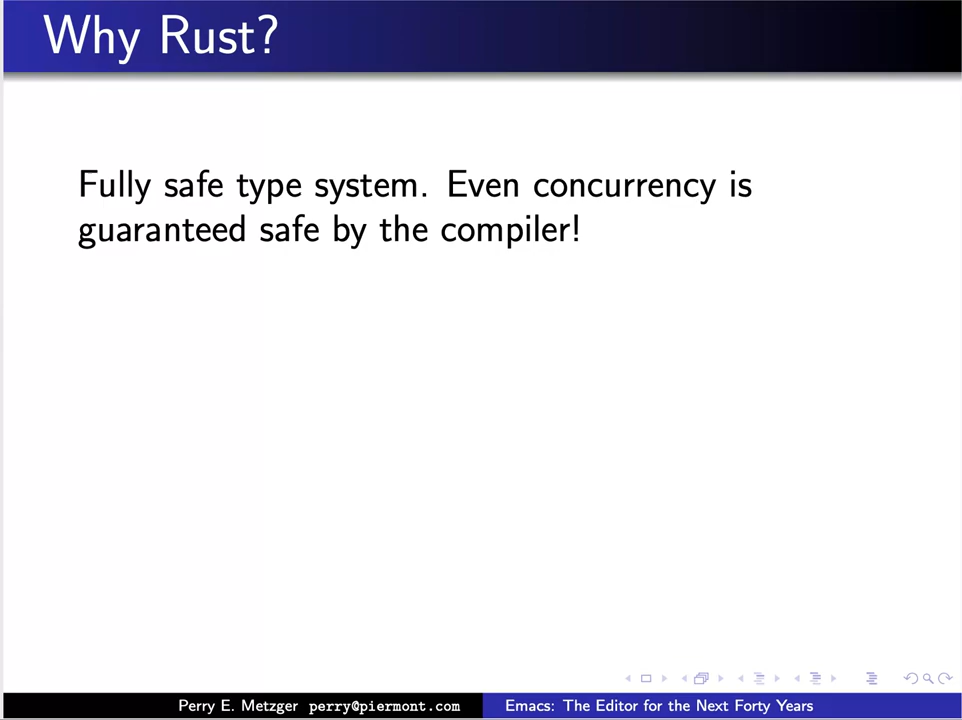 Why Rust?
Fully safe type system. Even concurrency is
guaranteed safe by the compiler!
Perry E. Metzger perry@piermont.com
Emacs: The Editor for the Next Forty Years